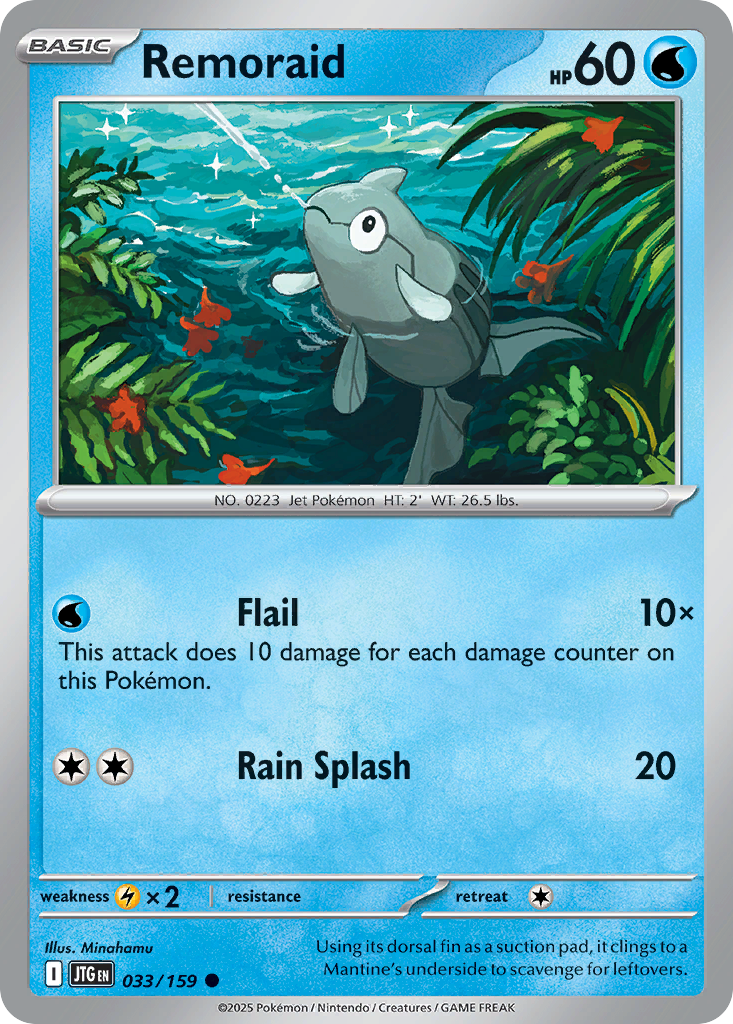 BASIC
Remoraid
HP 60
NO. 0223 Jet Pokémon HT: 2' WT: 26.5 lbs.
Flail 10×
This attack does 10 damage for each damage counter on
this Pokémon.
Rain Splash 20
weakness ×2 resistance retreat
Illus. Minahamu
Using its dorsal fin as a suction pad, it clings to a
Mantine's underside to scavenge for leftovers.
I JTG EN 033/159
©2025 Pokémon / Nintendo / Creatures / GAME FREAK